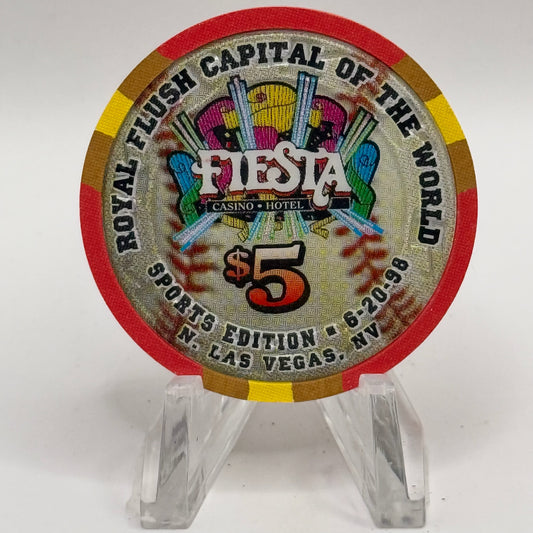 ROYAL FLUSH CAPITAL OF THE WORLD
FIESTA
CASINO • HOTEL
$5
SPORTS EDITION • 6-20-98
N. LAS VEGAS, NV